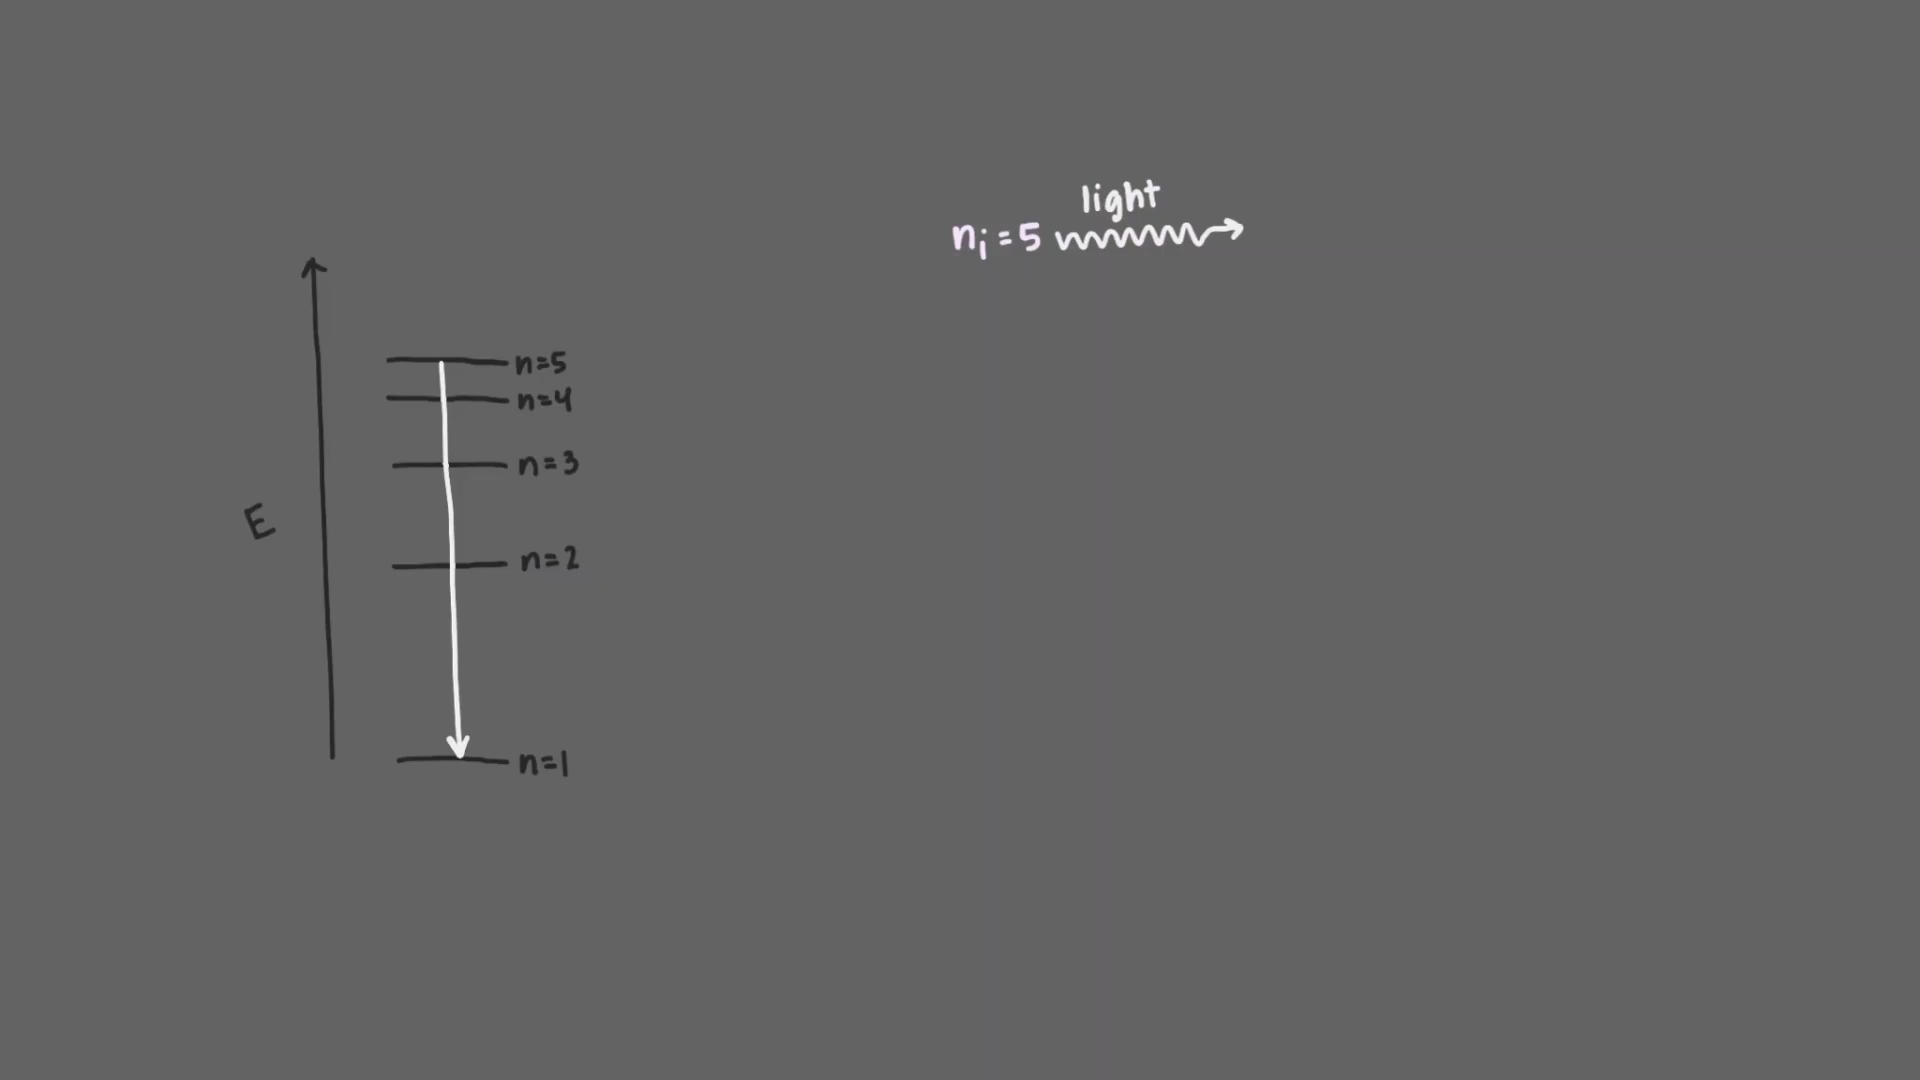 light
nᵢ = 5
n=5
n=4
n=3
E
n=2
n=1